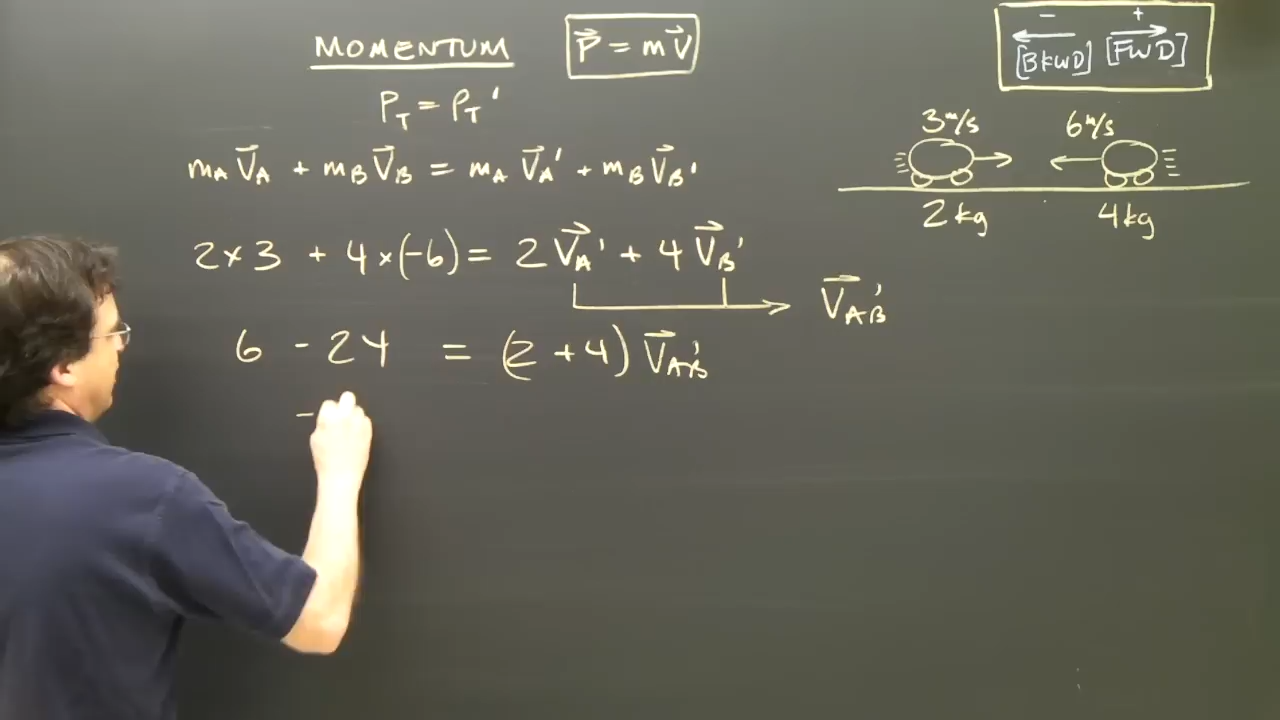 MOMENTUM P⃗ = mV⃗
P_T = P_T'
m_A V⃗_A + m_B V⃗_B = m_A V⃗_A' + m_B V⃗_B'
2 × 3 + 4 × (-6) = 2 V⃗_A' + 4 V⃗_B'
V⃗_AB'
6 - 24 = (2 + 4) V⃗_AB'
-
- +
[BKWD] [FWD]
3 m/s 6 m/s
2 kg 4 kg